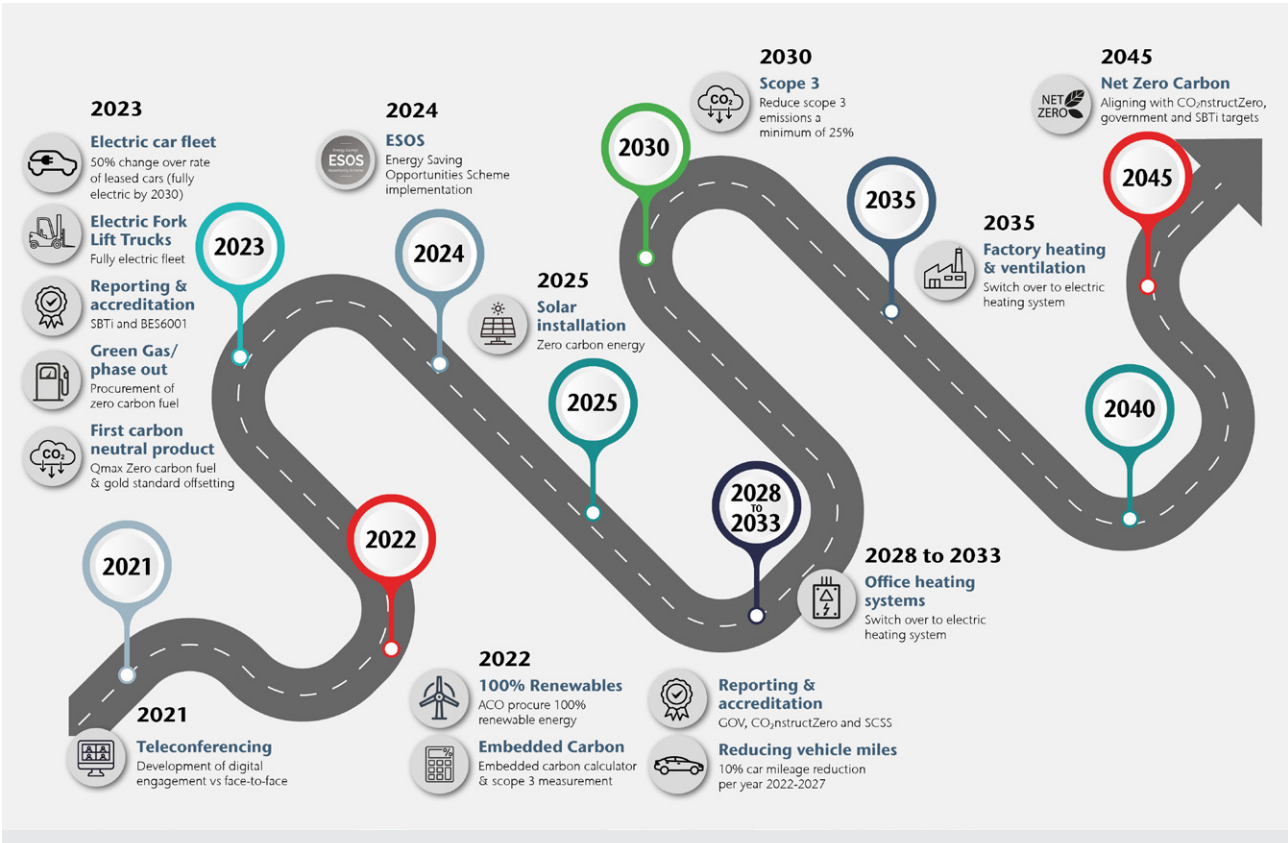 2023
Electric car fleet
50% change over rate
of leased cars (fully
electric by 2030)
Electric Fork
Lift Trucks
Fully electric fleet
Reporting &
accreditation
SBTi and BES6001
Green Gas/
phase out
Procurement of
zero carbon fuel
First carbon
neutral product
Qmax Zero carbon fuel
& gold standard offsetting
CO₂
2024
ESOS
Energy Saving
Opportunities Scheme
implementation
ESOS
2025
Solar
installation
Zero carbon energy
2030
Scope 3
Reduce scope 3
emissions a
minimum of 25%
CO₂
2035
Factory heating
& ventilation
Switch over to electric
heating system
2045
Net Zero Carbon
Aligning with CO₂nstructZero,
government and SBTi targets
NET
ZERO
2021
2022
2023
2024
2025
2028
TO
2033
2030
2035
2040
2045
2028 to 2033
Office heating
systems
Switch over to electric
heating system
2021
Teleconferencing
Development of digital
engagement vs face-to-face
2022
100% Renewables
ACO procure 100%
renewable energy
Embedded Carbon
Embedded carbon calculator
& scope 3 measurement
%
Reporting &
accreditation
GOV, CO₂nstructZero and SCSS
Reducing vehicle miles
10% car mileage reduction
per year 2022-2027